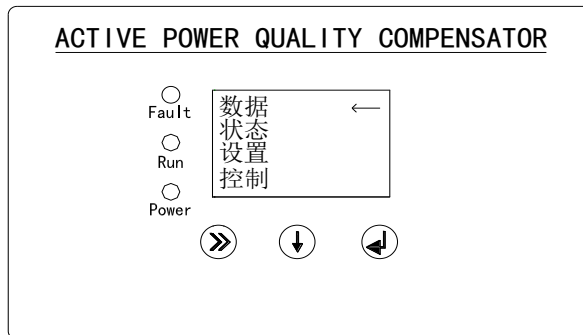 ACTIVE POWER QUALITY COMPENSATOR
Fault
Run
Power
数据 ←
状态
设置
控制